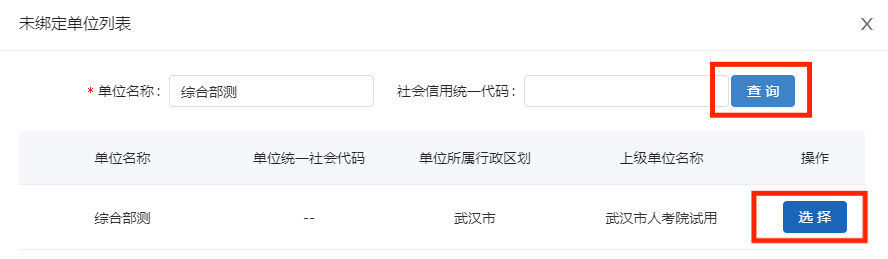 未绑定单位列表 X
* 单位名称： 综合部测 社会信用统一代码： 查 询
单位名称 单位统一社会代码 单位所属行政区划 上级单位名称 操作
综合部测 -- 武汉市 武汉市人考院试用 选 择